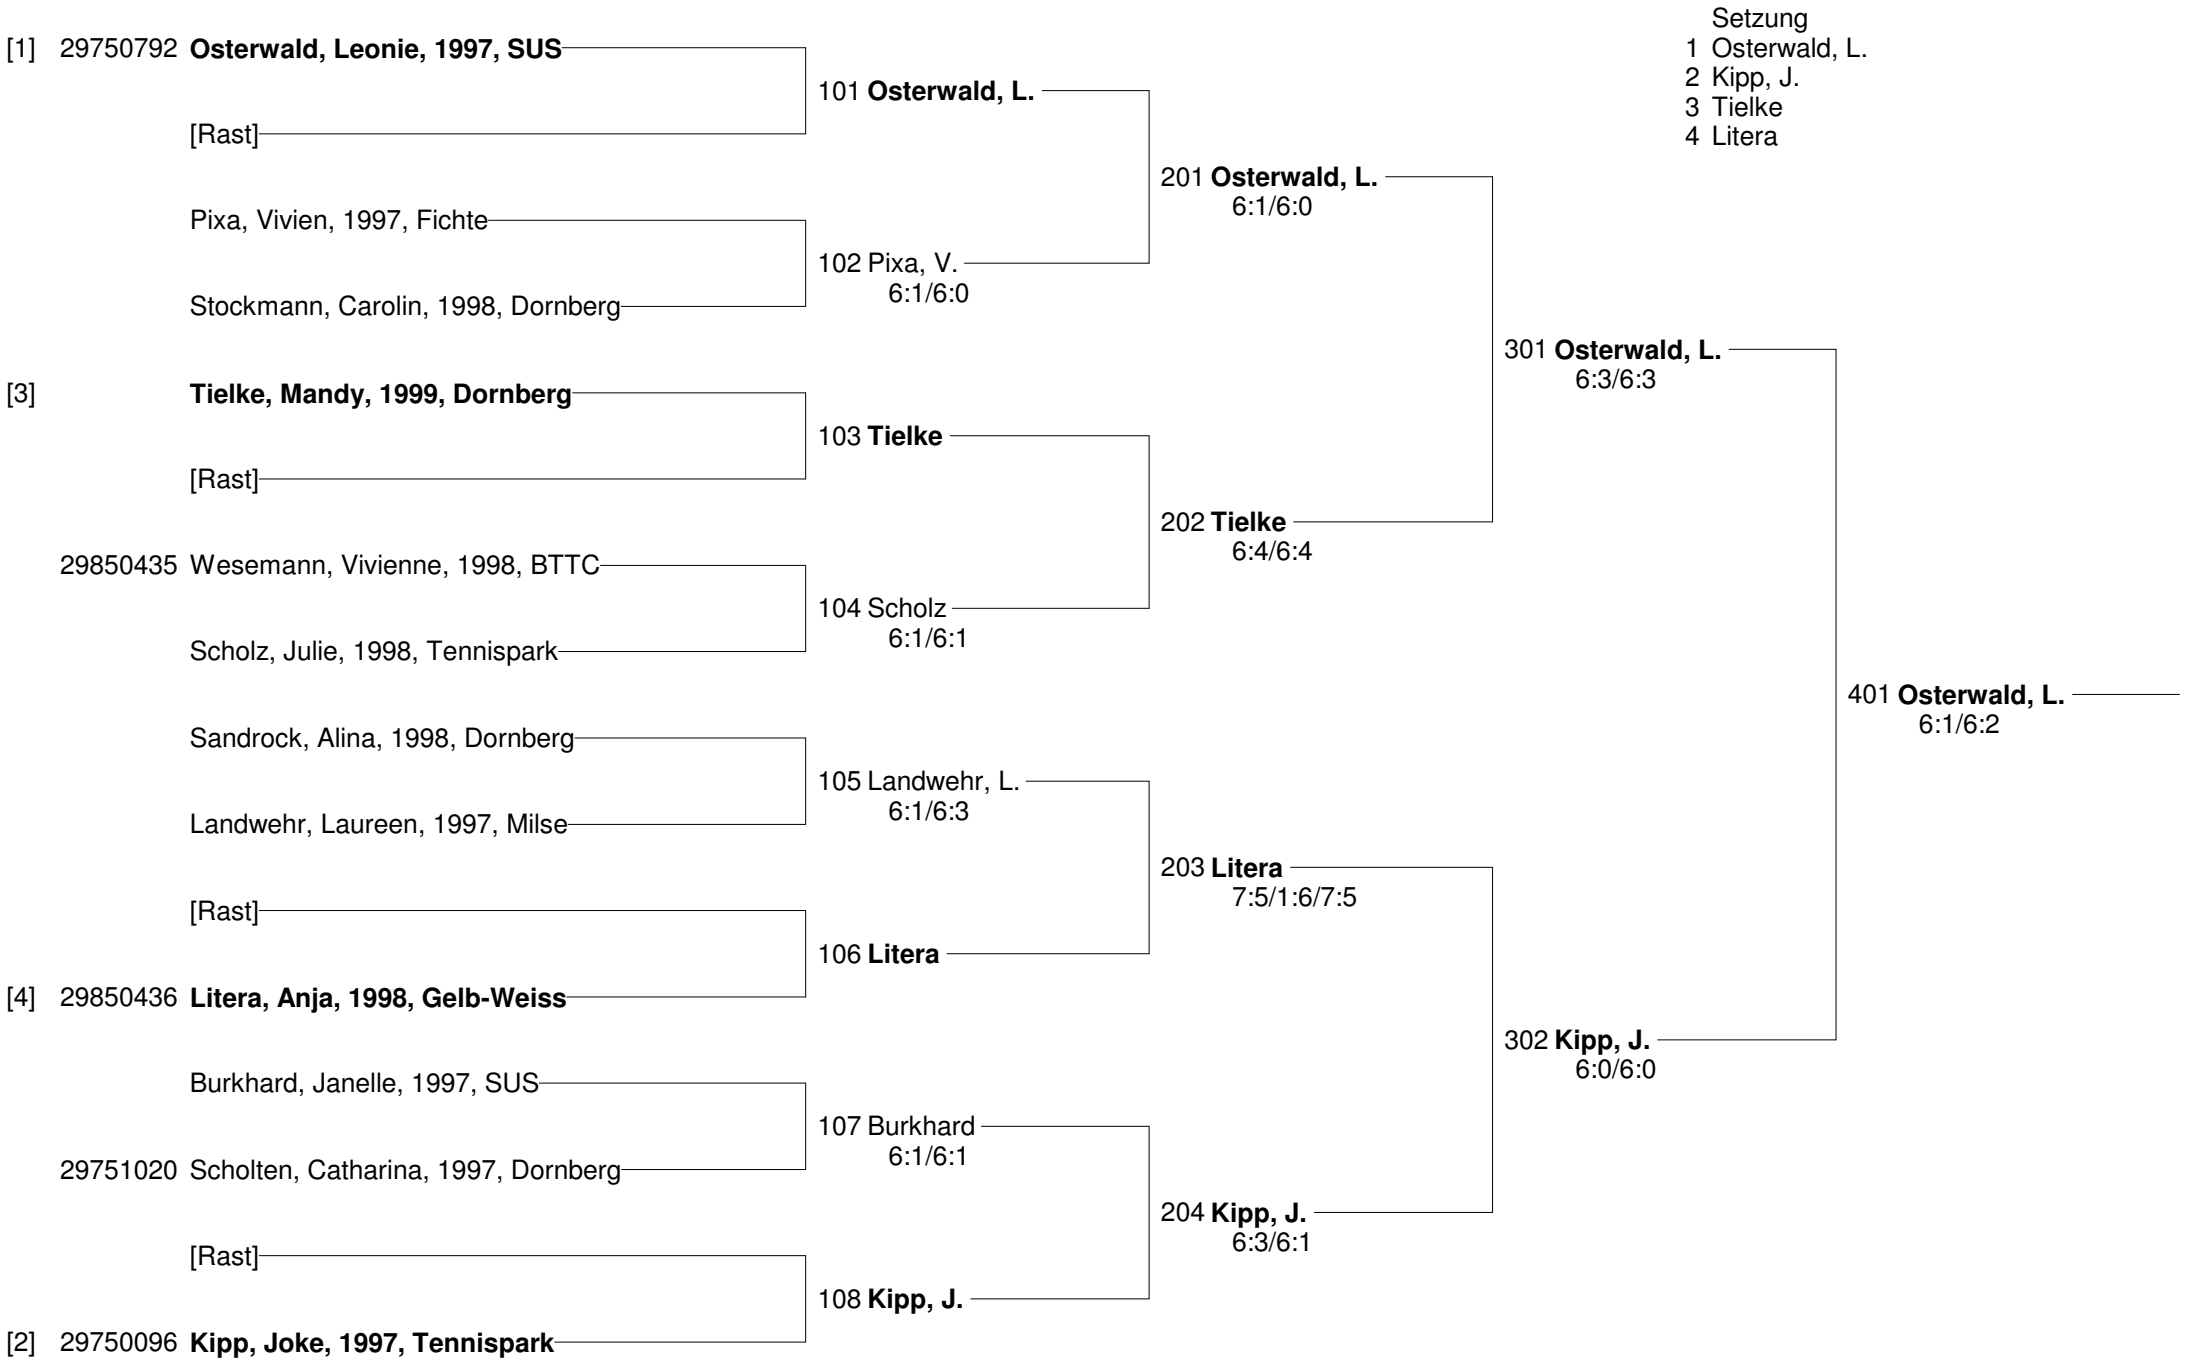 Setzung
1 Osterwald, L.
2 Kipp, J.
3 Tielke
4 Litera
[1] 29750792 Osterwald, Leonie, 1997, SUS
[Rast]
Pixa, Vivien, 1997, Fichte
Stockmann, Carolin, 1998, Dornberg
[3] Tielke, Mandy, 1999, Dornberg
[Rast]
29850435 Wesemann, Vivienne, 1998, BTTC
Scholz, Julie, 1998, Tennispark
Sandrock, Alina, 1998, Dornberg
Landwehr, Laureen, 1997, Milse
[Rast]
[4] 29850436 Litera, Anja, 1998, Gelb-Weiss
Burkhard, Janelle, 1997, SUS
29751020 Scholten, Catharina, 1997, Dornberg
[Rast]
[2] 29750096 Kipp, Joke, 1997, Tennispark
101 Osterwald, L.
102 Pixa, V.
6:1/6:0
103 Tielke
104 Scholz
6:1/6:1
105 Landwehr, L.
6:1/6:3
106 Litera
107 Burkhard
6:1/6:1
108 Kipp, J.
201 Osterwald, L.
6:1/6:0
202 Tielke
6:4/6:4
203 Litera
7:5/1:6/7:5
204 Kipp, J.
6:3/6:1
301 Osterwald, L.
6:3/6:3
302 Kipp, J.
6:0/6:0
401 Osterwald, L.
6:1/6:2